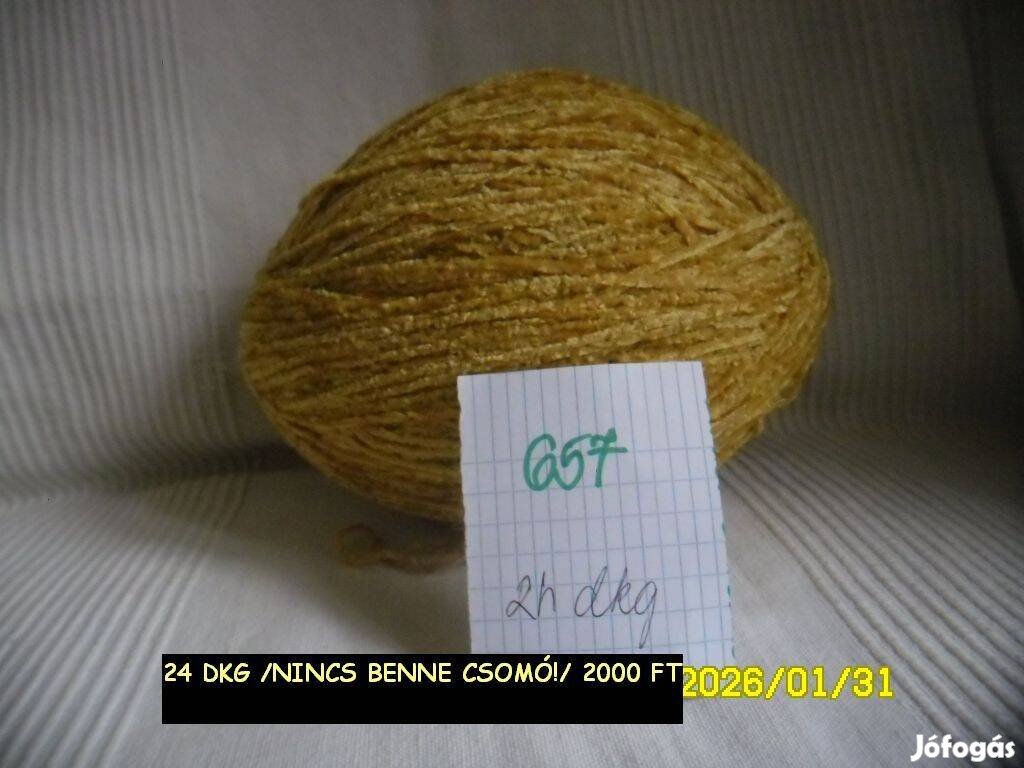 657
24 dkg
24 DKG /NINCS BENNE CSOMÓ!/ 2000 FT
2026/01/31
Jófogás